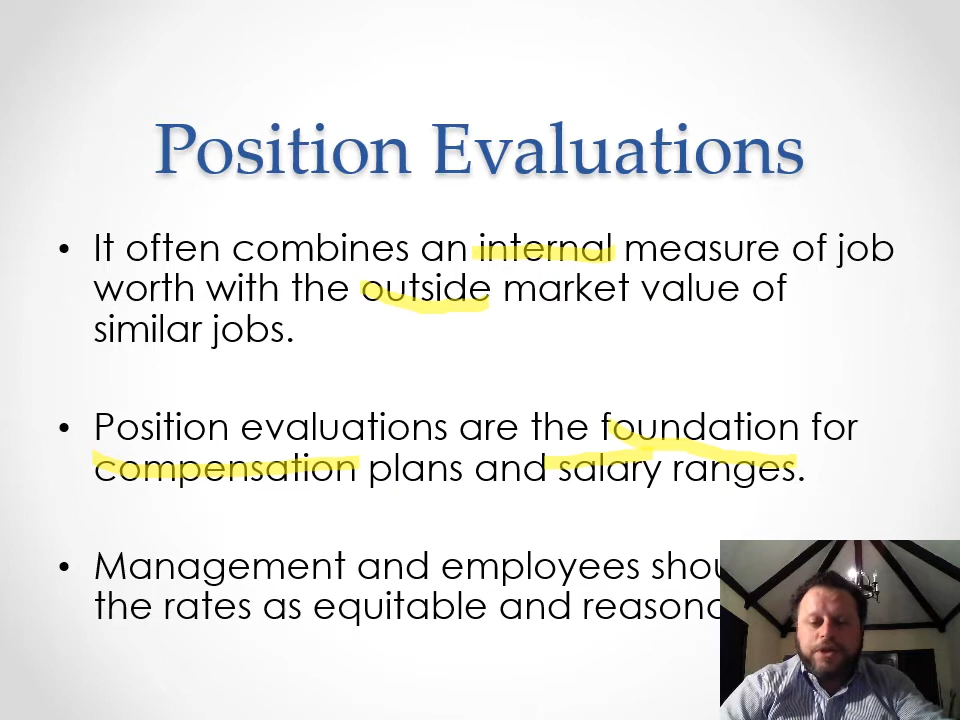 Position Evaluations
• It often combines an internal measure of job
worth with the outside market value of
similar jobs.
• Position evaluations are the foundation for
compensation plans and salary ranges.
• Management and employees
the rates as equitable and